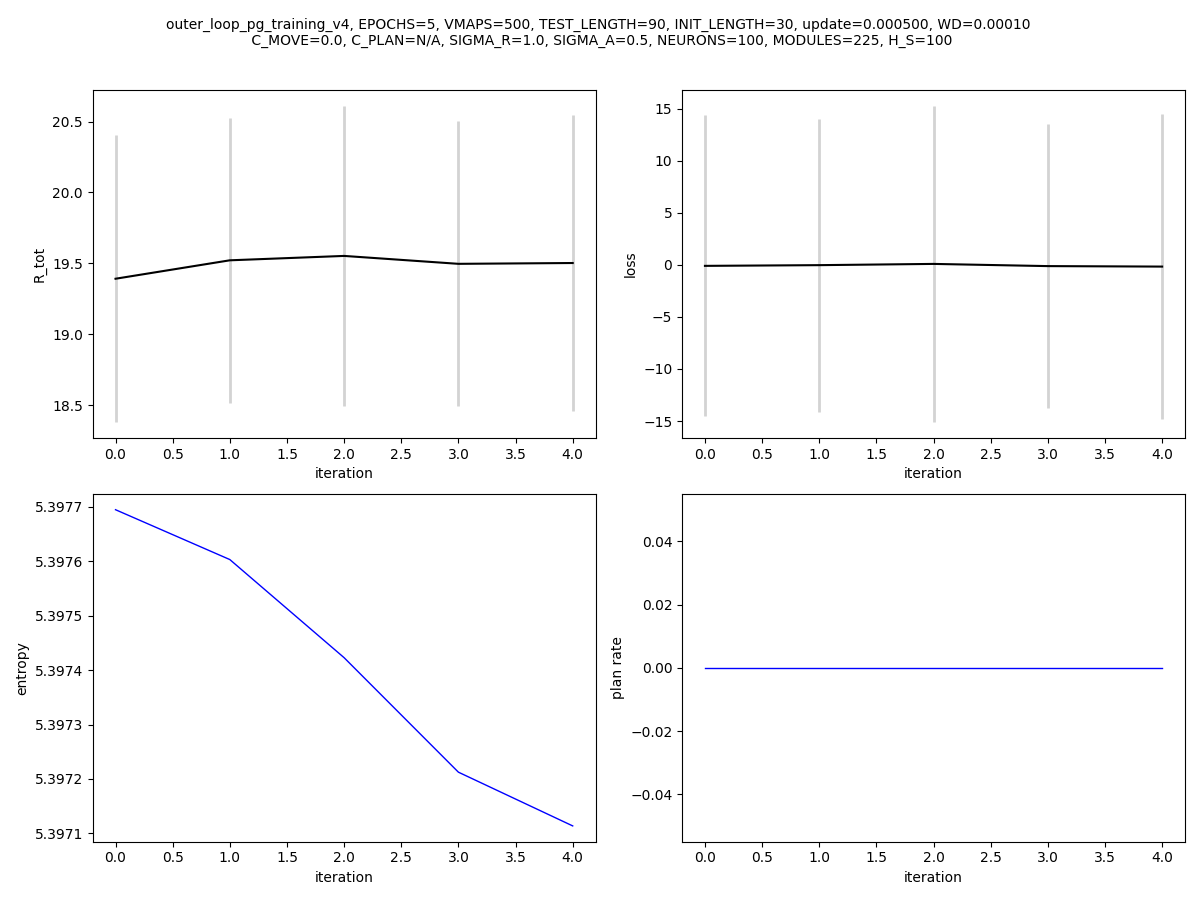 outer_loop_pg_training_v4, EPOCHS=5, VMAPS=500, TEST_LENGTH=90, INIT_LENGTH=30, update=0.000500, WD=0.00010
C_MOVE=0.0, C_PLAN=N/A, SIGMA_R=1.0, SIGMA_A=0.5, NEURONS=100, MODULES=225, H_S=100
R_tot
20.5
20.0
19.5
19.0
18.5
0.0 0.5 1.0 1.5 2.0 2.5 3.0 3.5 4.0
iteration
loss
15
10
5
0
−5
−10
−15
0.0 0.5 1.0 1.5 2.0 2.5 3.0 3.5 4.0
iteration
entropy
5.3977
5.3976
5.3975
5.3974
5.3973
5.3972
5.3971
0.0 0.5 1.0 1.5 2.0 2.5 3.0 3.5 4.0
iteration
plan rate
0.04
0.02
0.00
−0.02
−0.04
0.0 0.5 1.0 1.5 2.0 2.5 3.0 3.5 4.0
iteration